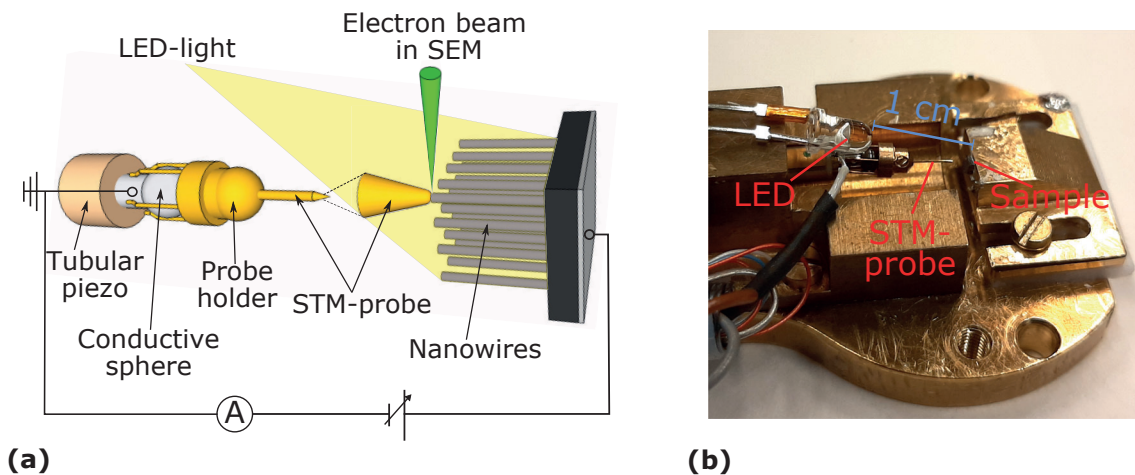 LED-light
Electron beam
in SEM
Tubular
piezo
Conductive
sphere
Probe
holder
STM-probe
Nanowires
A
(a)
1 cm
LED
STM-
probe
Sample
(b)